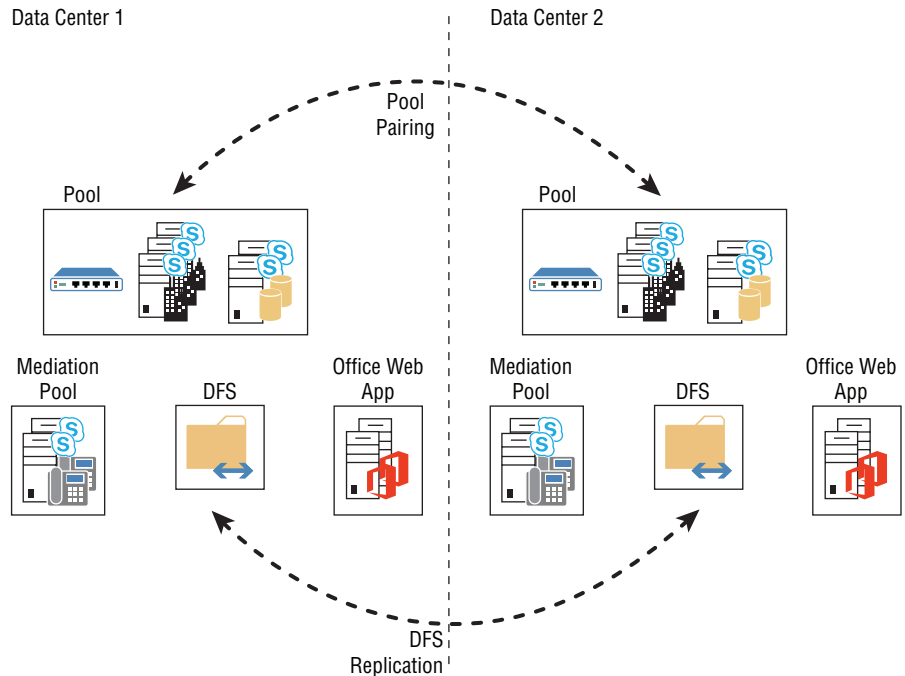 Data Center 1
Data Center 2
Pool
Pairing
Pool
Pool
S
S
S
S
S
S
S
S
S
S
Mediation
Pool
DFS
Office Web
App
Mediation
Pool
DFS
Office Web
App
S
S
S
S
DFS
Replication